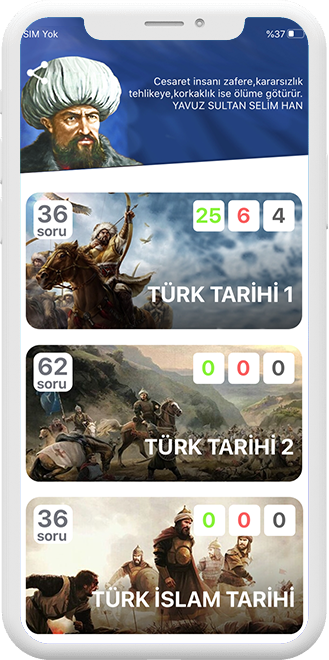 SIM Yok
%37
Cesaret insanı zafere,kararsızlık
tehlikeye,korkaklık ise ölüme götürür.
YAVUZ SULTAN SELİM HAN
36
soru
25 6 4
TÜRK TARİHİ 1
62
soru
0 0 0
TÜRK TARİHİ 2
36
soru
0 0 0
TÜRK İSLAM TARİHİ